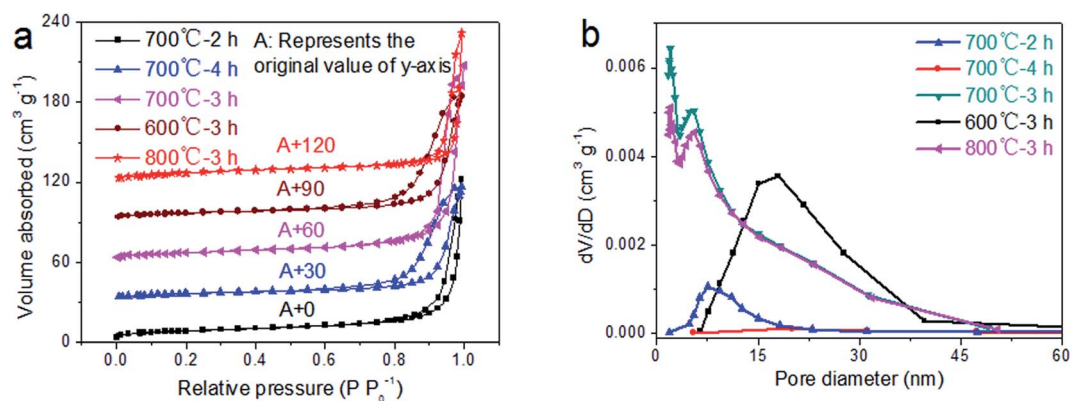 a
240
180
120
60
0
Volume absorbed (cm³ g⁻¹)
700℃-2 h
700℃-4 h
700℃-3 h
600℃-3 h
800℃-3 h
A: Represents the
original value of y-axis
A+120
A+90
A+60
A+30
A+0
0.0 0.2 0.4 0.6 0.8 1.0
Relative pressure (P P₀⁻¹)
b
0.006
0.004
0.002
0.000
dV/dD (cm³ g⁻¹)
700℃-2 h
700℃-4 h
700℃-3 h
600℃-3 h
800℃-3 h
0 15 30 45 60
Pore diameter (nm)